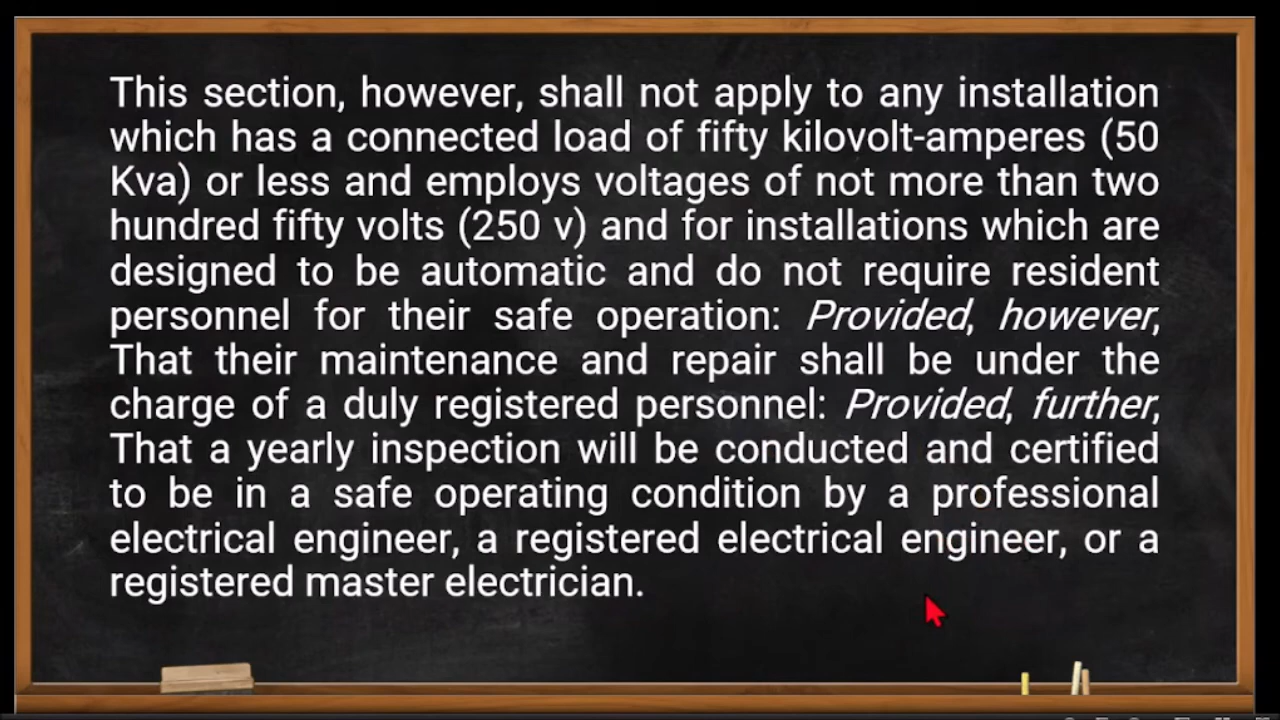 This section, however, shall not apply to any installation
which has a connected load of fifty kilovolt-amperes (50
Kva) or less and employs voltages of not more than two
hundred fifty volts (250 v) and for installations which are
designed to be automatic and do not require resident
personnel for their safe operation: Provided, however,
That their maintenance and repair shall be under the
charge of a duly registered personnel: Provided, further,
That a yearly inspection will be conducted and certified
to be in a safe operating condition by a professional
electrical engineer, a registered electrical engineer, or a
registered master electrician.